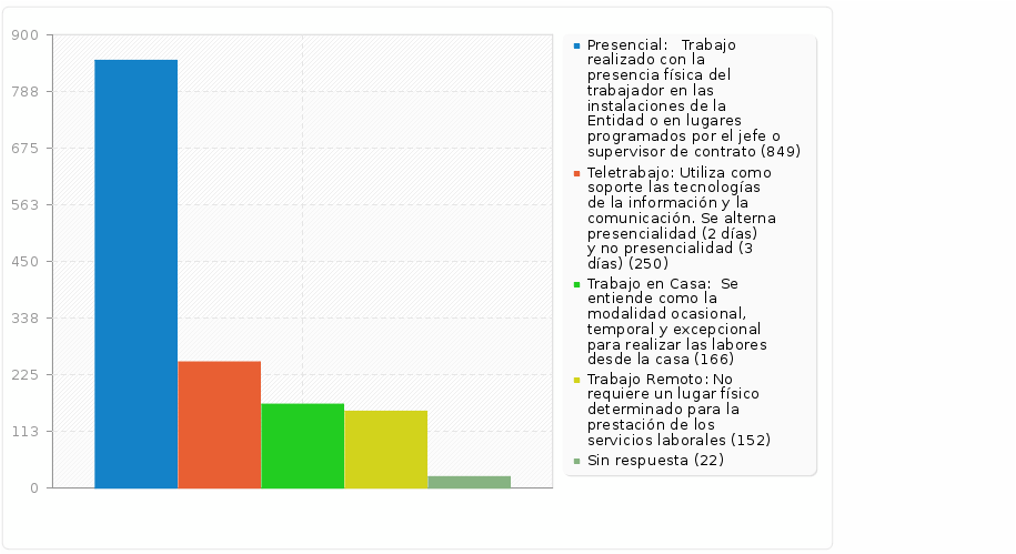 900
788
675
563
450
338
225
113
0
Presencial:   Trabajo
realizado con la
presencia física del
trabajador en las
instalaciones de la
Entidad o en lugares
programados por el jefe o
supervisor de contrato (849)
Teletrabajo: Utiliza como
soporte las tecnologías
de la información y la
comunicación. Se alterna
presencialidad (2 días)
y no presencialidad (3
días) (250)
Trabajo en Casa:  Se
entiende como la
modalidad ocasional,
temporal y excepcional
para realizar las labores
desde la casa (166)
Trabajo Remoto: No
requiere un lugar físico
determinado para la
prestación de los
servicios laborales (152)
Sin respuesta (22)